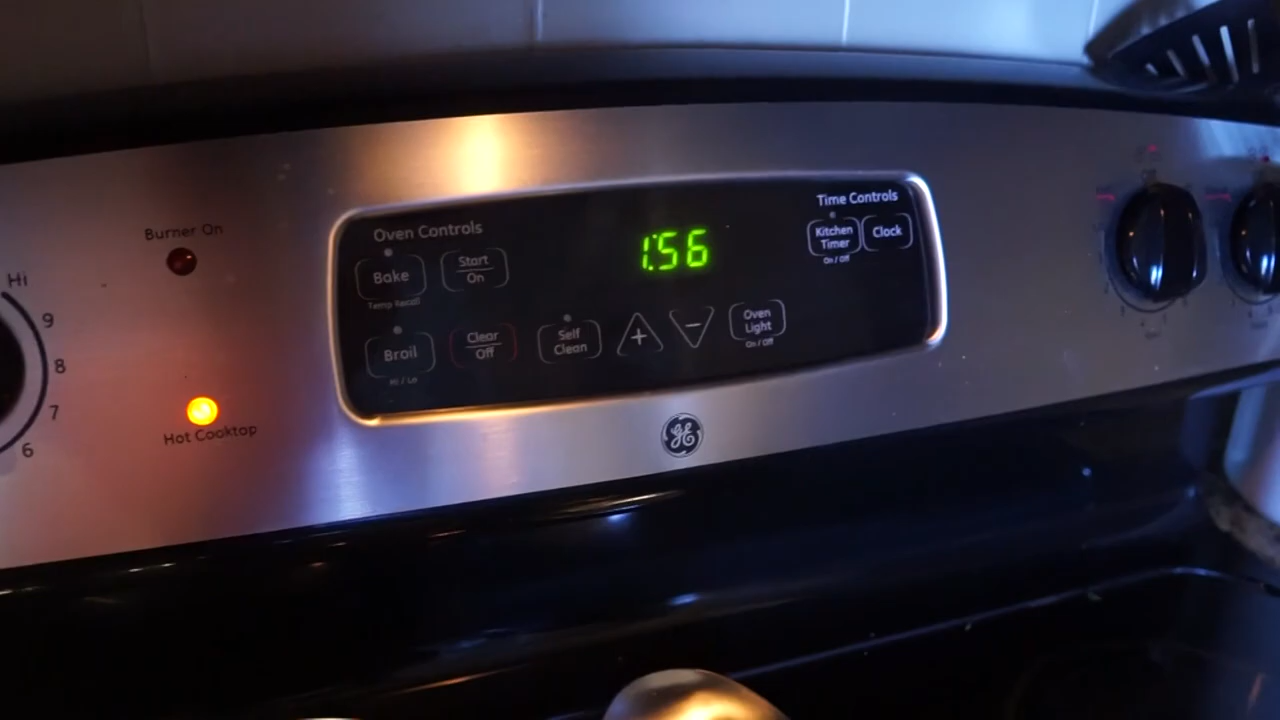 Burner On
Hi
9
8
7
6
Hot Cooktop
Oven Controls
Bake
Temp Recall
Start
On
Broil
Hi / Lo
Clear
Off
Self
Clean
+
−
Oven
Light
On / Off
1:56
Time Controls
Kitchen
Timer
On / Off
Clock
GE